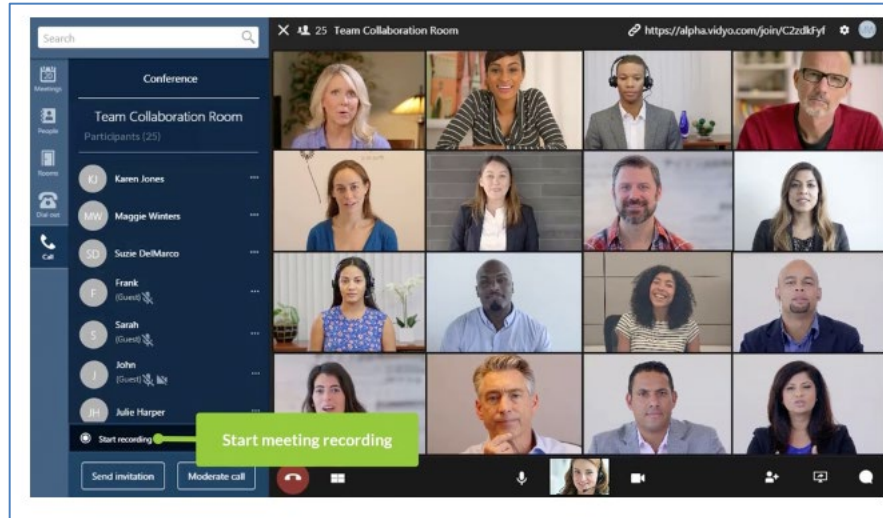 Search
25 Team Collaboration Room
https://alpha.vidyo.com/join/C2zdkFyf
20
Meetings
People
Rooms
Dial out
Call
Conference
Team Collaboration Room
Participants (25)
KJ Karen Jones
MW Maggie Winters
SD Suzie DelMarco
F Frank
(Guest)
S Sarah
(Guest)
J John
(Guest)
JH Julie Harper
Start recording
Start meeting recording
Send invitation
Moderate call